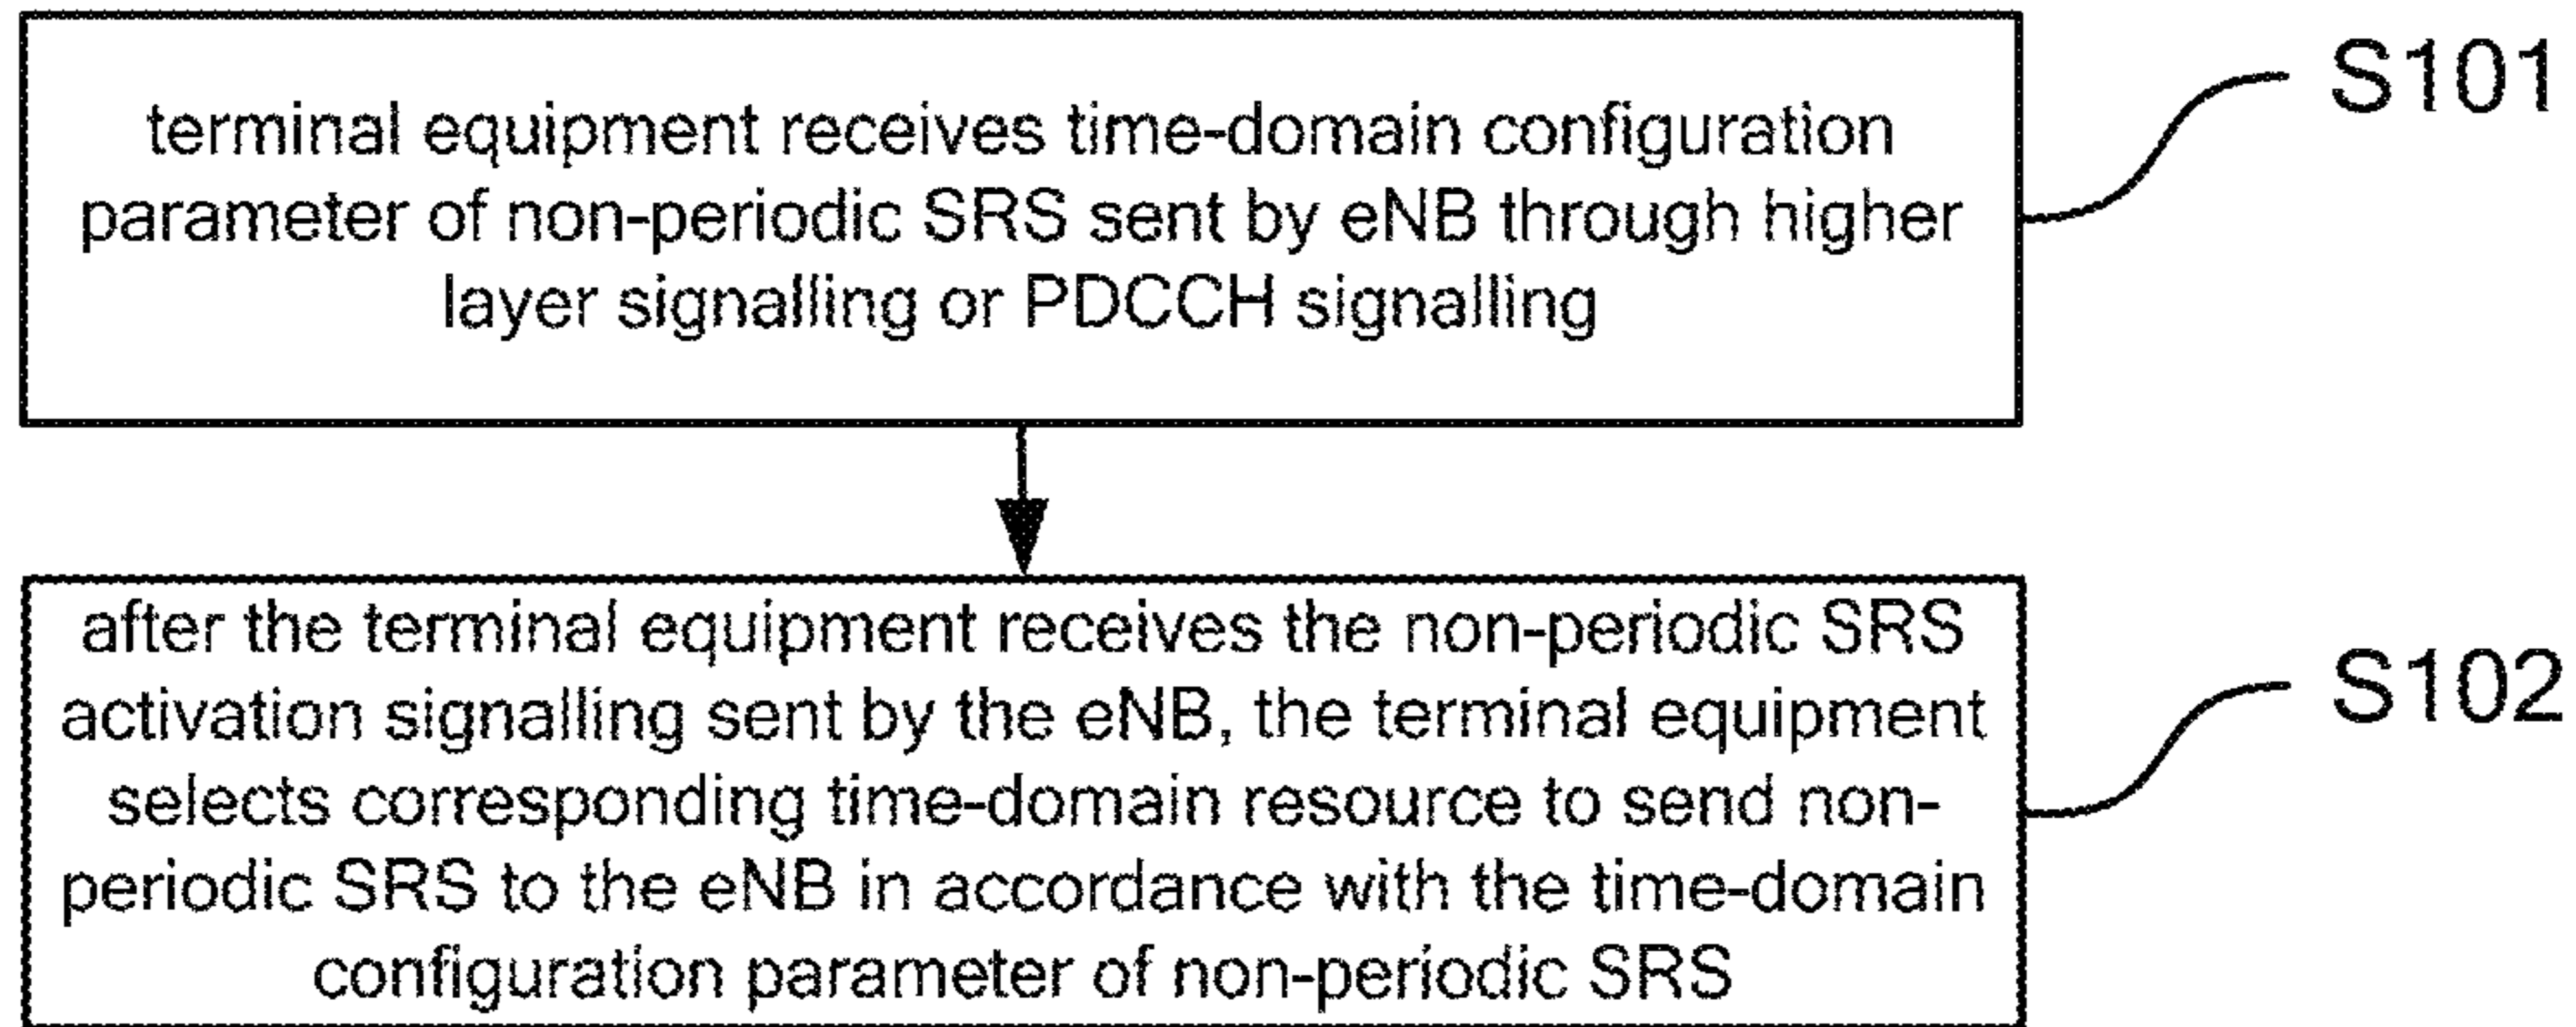 terminal equipment receives time-domain configuration
parameter of non-periodic SRS sent by eNB through higher
layer signalling or PDCCH signalling
S101
after the terminal equipment receives the non-periodic SRS
activation signalling sent by the eNB, the terminal equipment
selects corresponding time-domain resource to send non-
periodic SRS to the eNB in accordance with the time-domain
configuration parameter of non-periodic SRS
S102